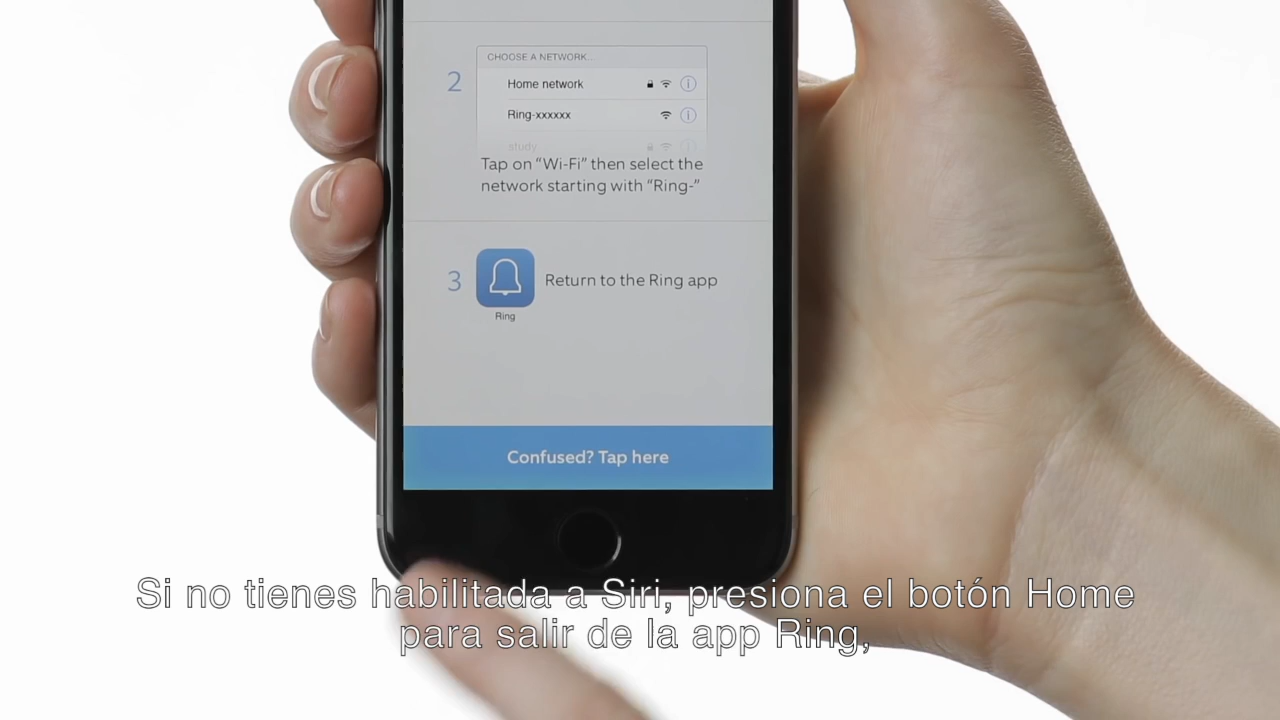 CHOOSE A NETWORK...
2
Home network
Ring-xxxxxx
study
Tap on “Wi-Fi” then select the
network starting with “Ring-”
3
Return to the Ring app
Ring
Confused? Tap here
Si no tienes habilitada a Siri, presiona el botón Home
para salir de la app Ring,